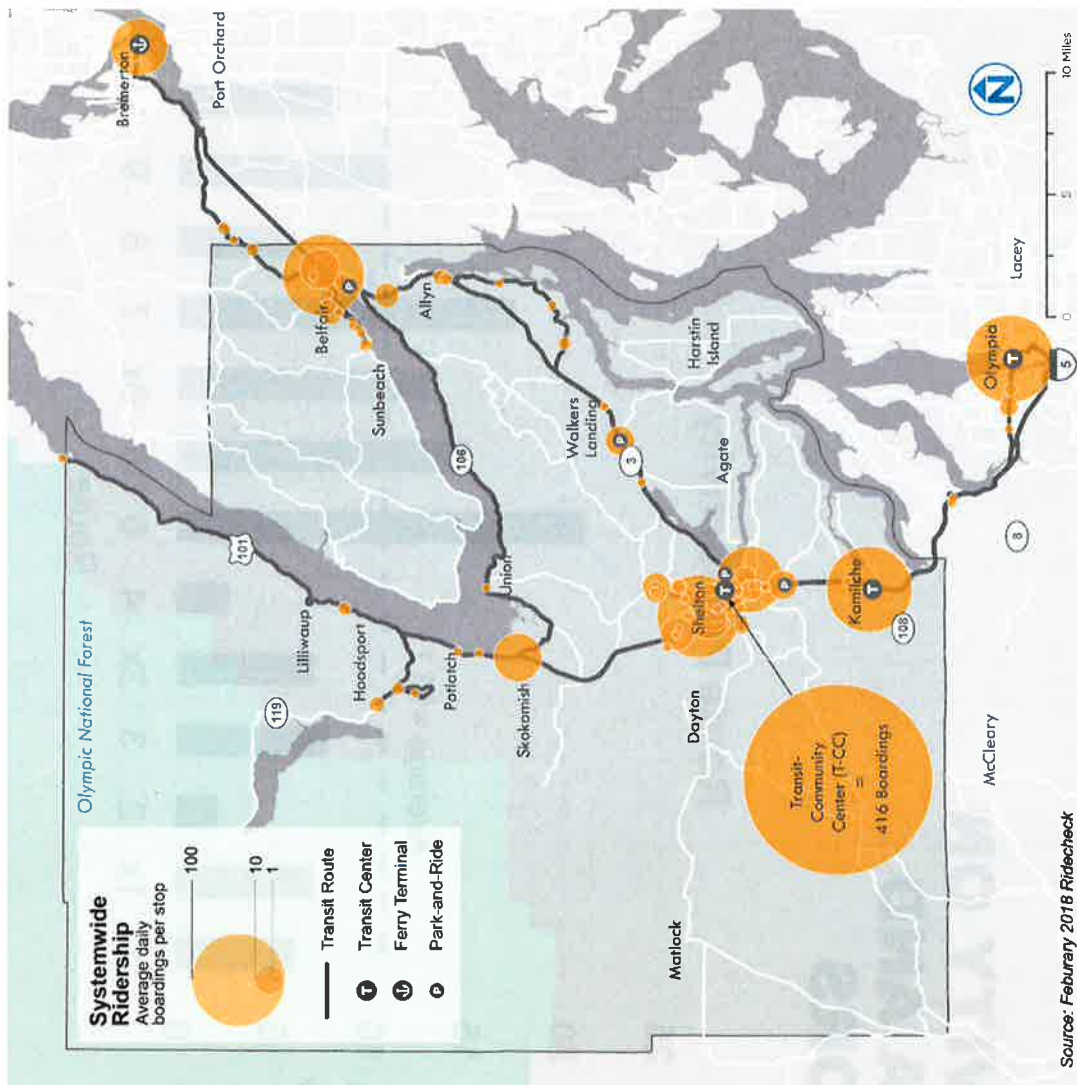 Systemwide
Ridership
Average daily
boardings per stop
100
10
1
Transit Route
T
Transit Center
Ferry Terminal
P
Park-and-Ride
Olympic National Forest
119
101
Lilliwaup
Hoodsport
Potlatch
Skokomish
Union
106
Sunbeach
Belfair
P
Bremerton
Port Orchard
Allyn
Walkers
Landing
P
3
Harstin
Island
Agate
Shelton
T
P
P
Dayton
Matlock
Transit-
Community
Center (T-CC)
=
416 Boardings
Kamilche
T
108
McCleary
8
Olympia
T
5
Lacey
N
0
5
10 Miles
Source: Feburary 2018 Ridecheck